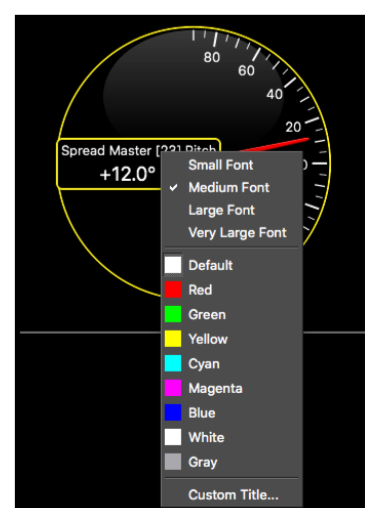 80
60
40
20
Spread Master [23] Pitch
+12.0°
Small Font
✓ Medium Font
Large Font
Very Large Font
Default
Red
Green
Yellow
Cyan
Magenta
Blue
White
Gray
Custom Title...